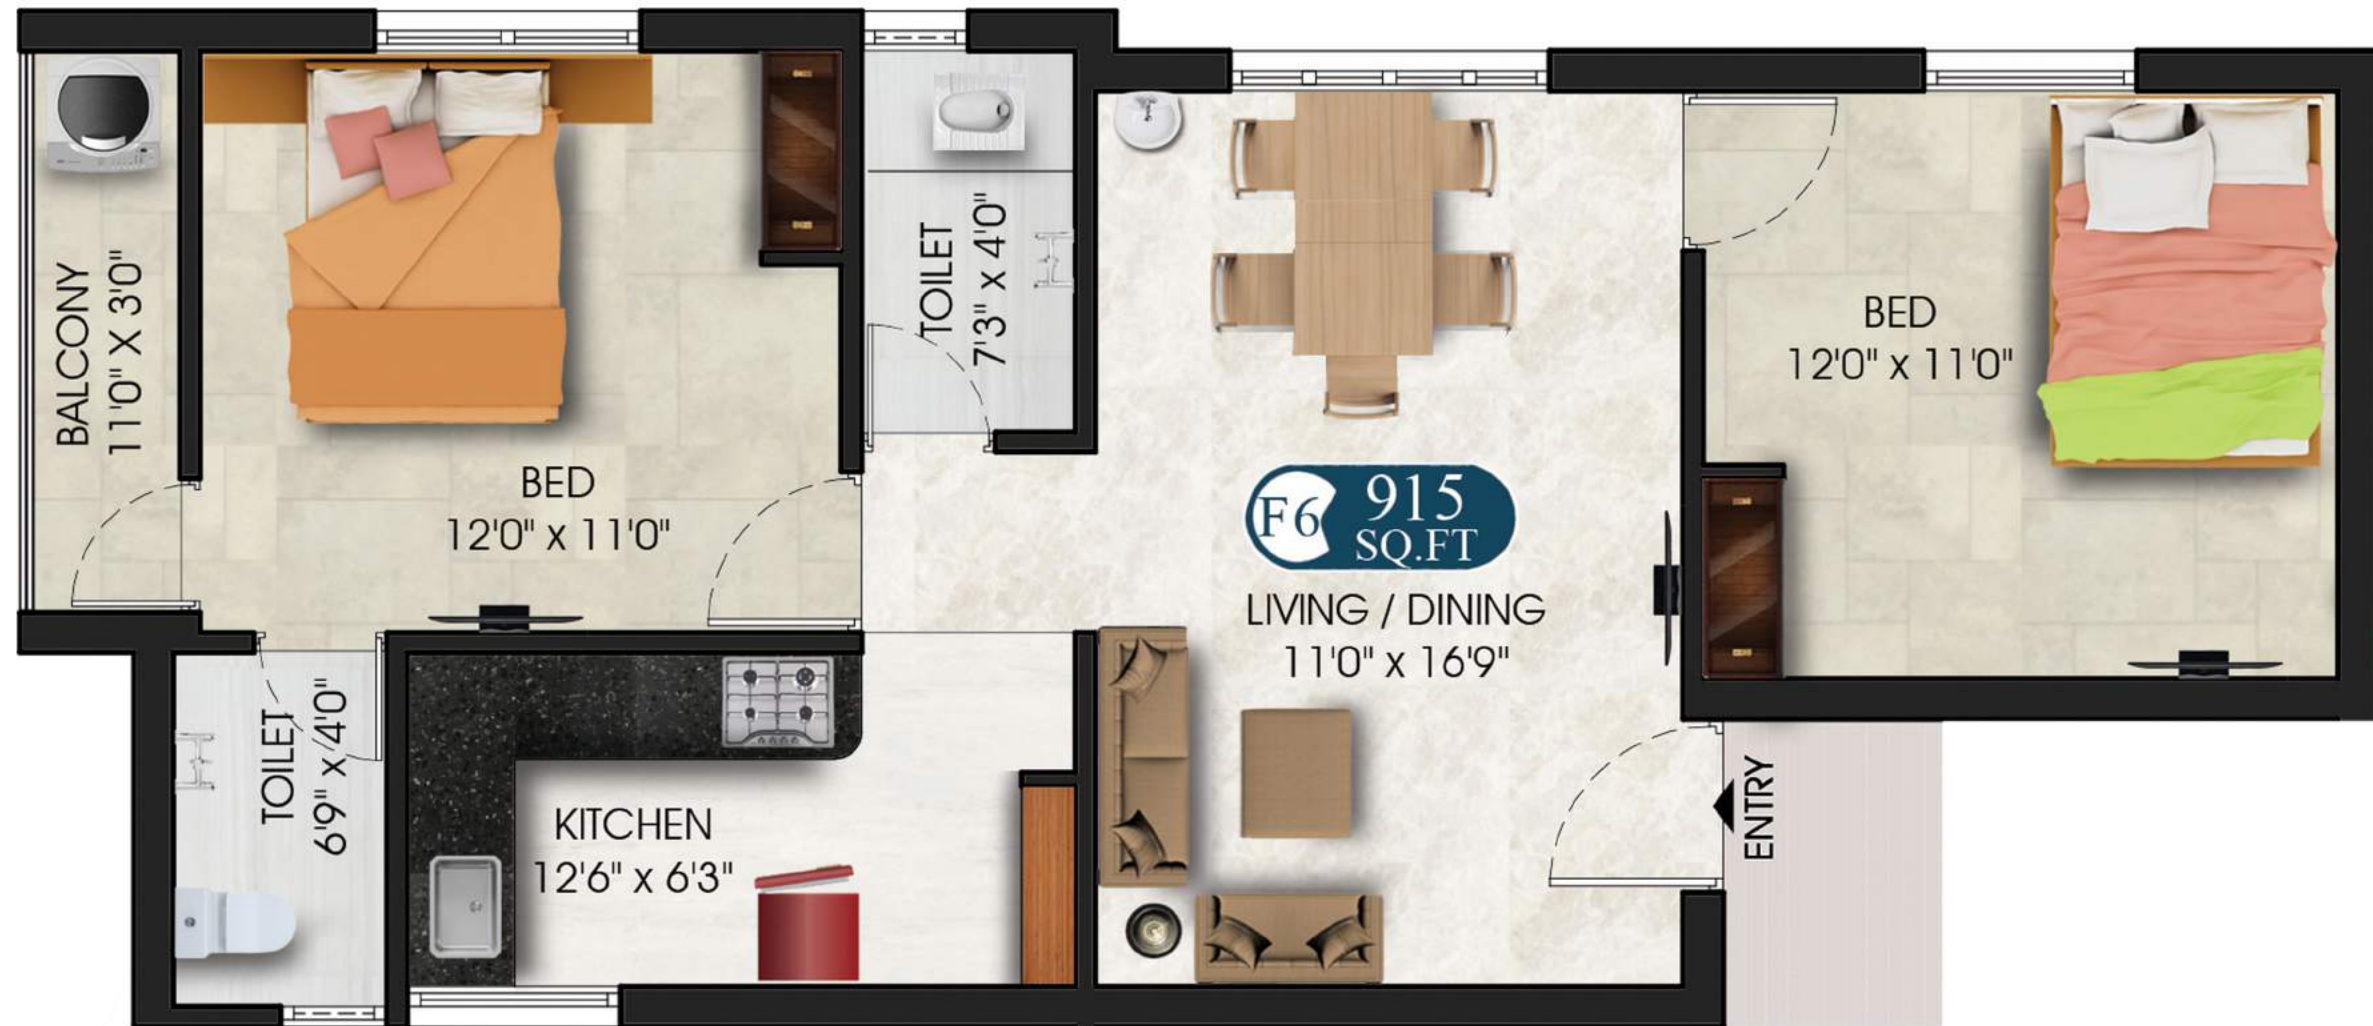 BALCONY
11'0" X 3'0"
BED
12'0" x 11'0"
TOILET
7'3" x 4'0"
F6
915
SQ.FT
LIVING / DINING
11'0" x 16'9"
BED
12'0" x 11'0"
TOILET
6'9" x 4'0"
KITCHEN
12'6" x 6'3"
ENTRY